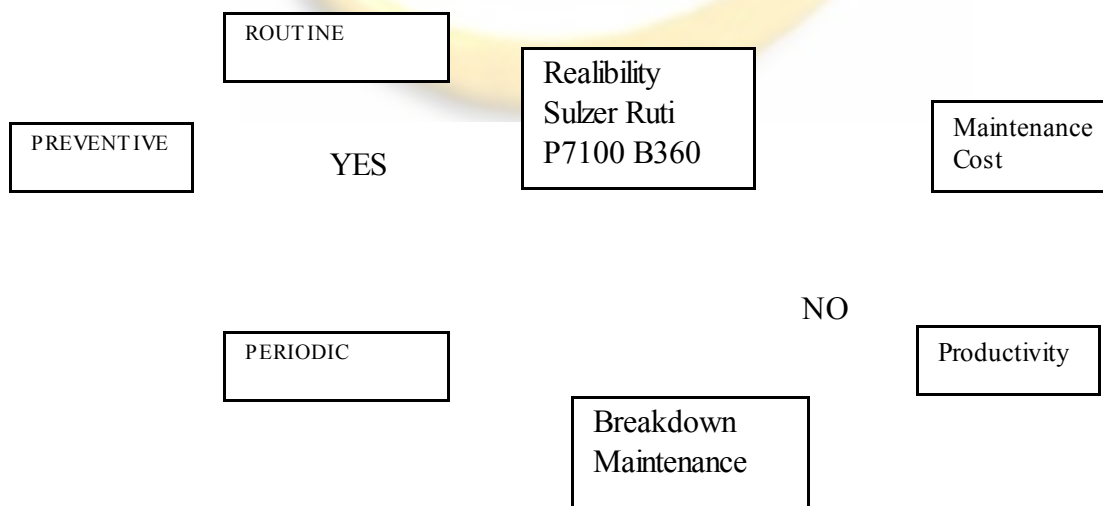 ROUTINE
Realibility
Sulzer Ruti
P7100 B360
Maintenance
Cost
PREVENTIVE
YES
NO
PERIODIC
Productivity
Breakdown
Maintenance